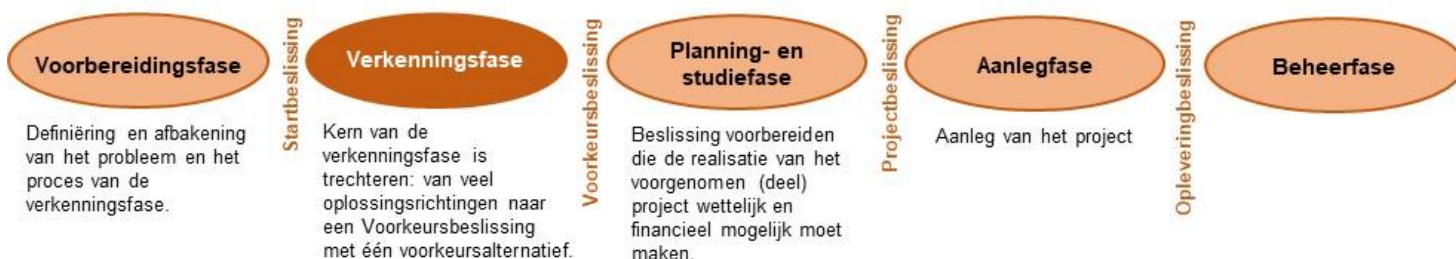 Voorbereidingsfase
Definiëring en afbakening
van het probleem en het
proces van de
verkenningsfase.
Startbeslissing
Verkenningsfase
Kern van de
verkenningsfase is
trechteren: van veel
oplossingsrichtingen naar
een Voorkeursbeslissing
met één voorkeursalternatief.
Voorkeursbeslissing
Planning- en
studiefase
Beslissing voorbereiden
die de realisatie van het
voorgenomen (deel)
project wettelijk en
financieel mogelijk moet
maken.
Projectbeslissing
Aanlegfase
Aanleg van het project
Opleveringbeslissing
Beheerfase